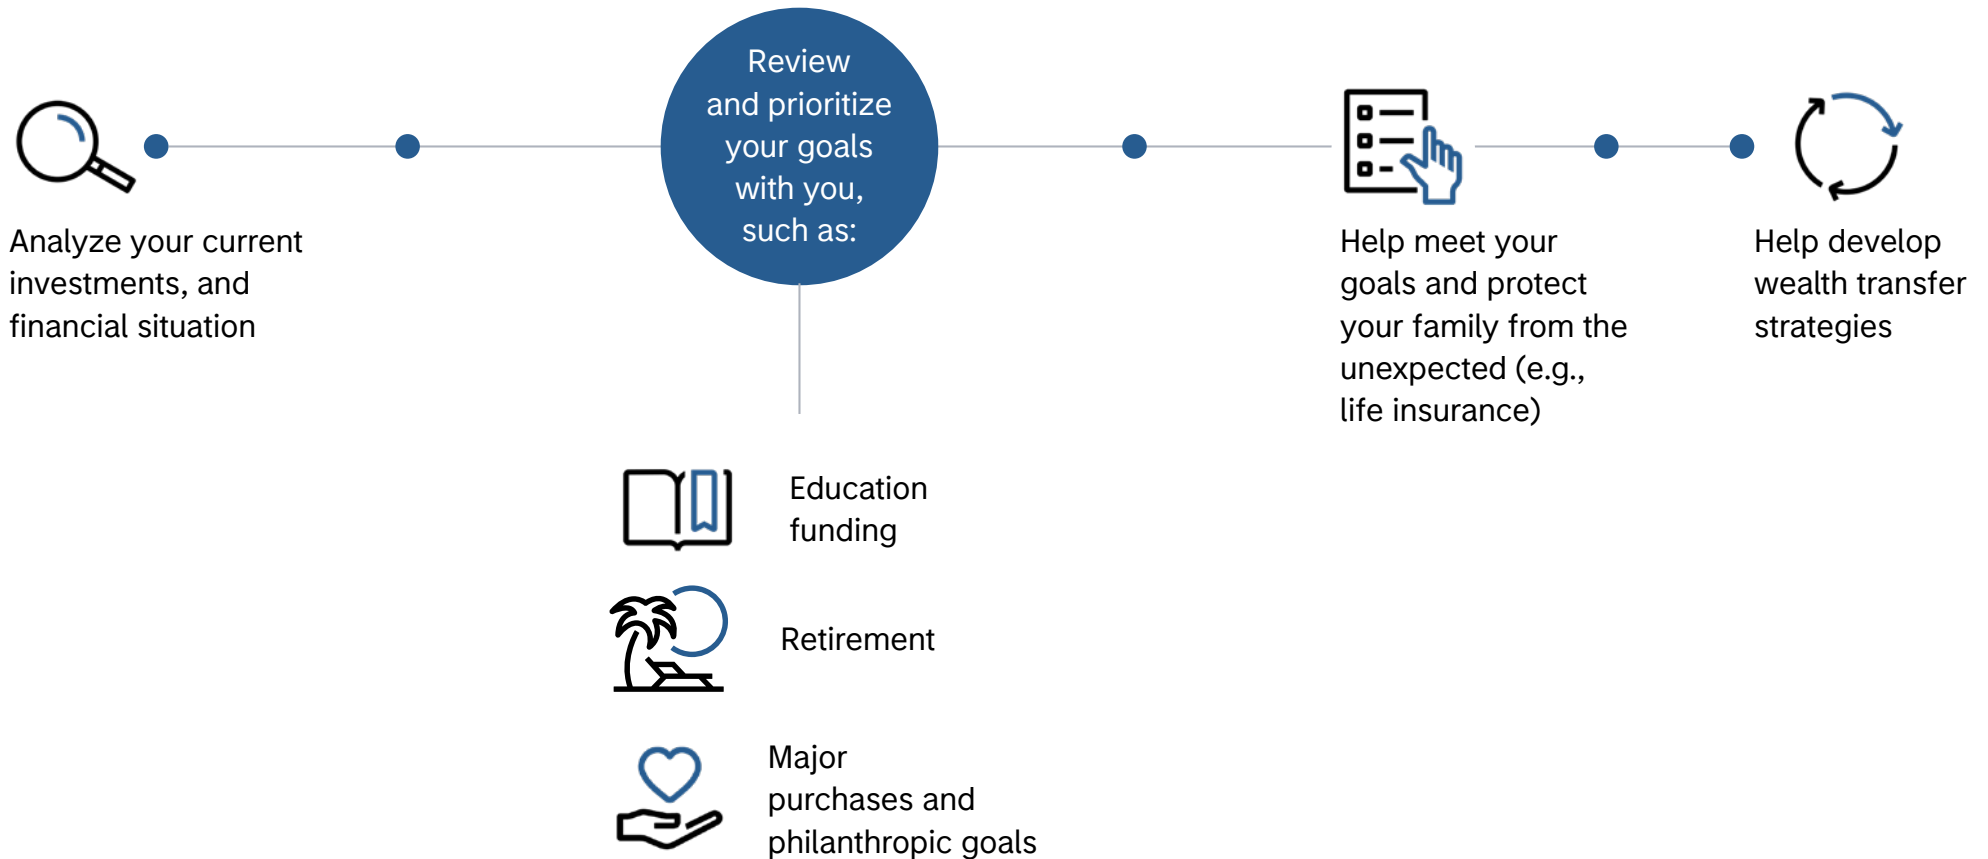 Analyze your current
investments, and
financial situation
Review
and prioritize
your goals
with you,
such as:
Education
funding
Retirement
Major
purchases and
philanthropic goals
Help meet your
goals and protect
your family from the
unexpected (e.g.,
life insurance)
Help develop
wealth transfer
strategies